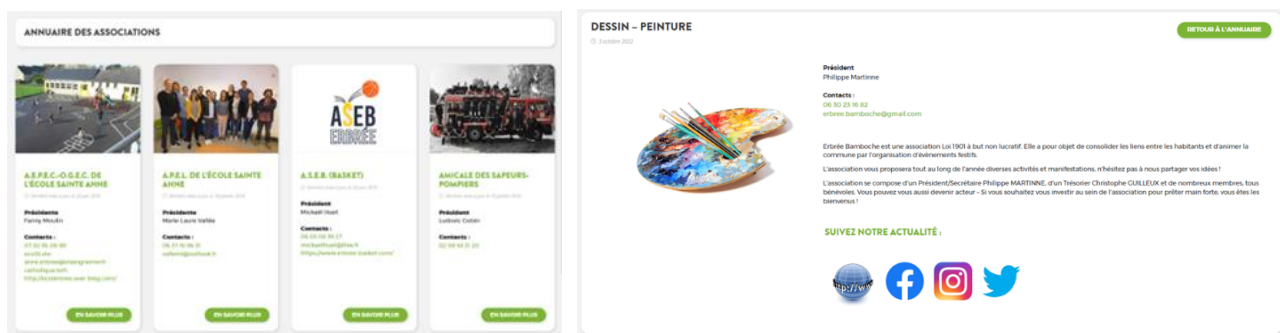 ANNUAIRE DES ASSOCIATIONS
A.E.P.E.C.-O.G.E.C. DE
L'ÉCOLE SAINTE ANNE
Présidente
Fanny Moulin
Contacts :
EN SAVOIR PLUS
A.P.E.L. DE L'ÉCOLE SAINTE
ANNE
Présidente
Marie-Laure Vallée
Contacts :
EN SAVOIR PLUS
ASEB
ERBRÉE
A.S.E.B. (BASKET)
Président
Mickaël Huet
Contacts :
EN SAVOIR PLUS
AMICALE DES SAPEURS-
POMPIERS
Président
Ludovic
Contacts :
EN SAVOIR PLUS
DESSIN – PEINTURE
3 octobre 2022
RETOUR À L'ANNUAIRE
Président
Philippe Martinne
Contacts :
06 30 23 16 82
erbree.bamboche@gmail.com
Erbrée Bamboche est une association Loi 1901 à but non lucratif. Elle a pour objet de consolider les liens entre les habitants et d'animer la
commune par l'organisation d'évènements festifs.
L'association vous proposera tout au long de l'année diverses activités et manifestations, n'hésitez pas à nous partager vos idées !
L'association se compose d'un Président/Secrétaire Philippe MARTINNE, d'un Trésorier Christophe GUILLEUX et de nombreux membres, tous
bénévoles. Vous pouvez vous aussi devenir acteur – Si vous souhaitez vous investir au sein de l'association pour prêter main forte, vous êtes les
bienvenus !
SUIVEZ NOTRE ACTUALITÉ :